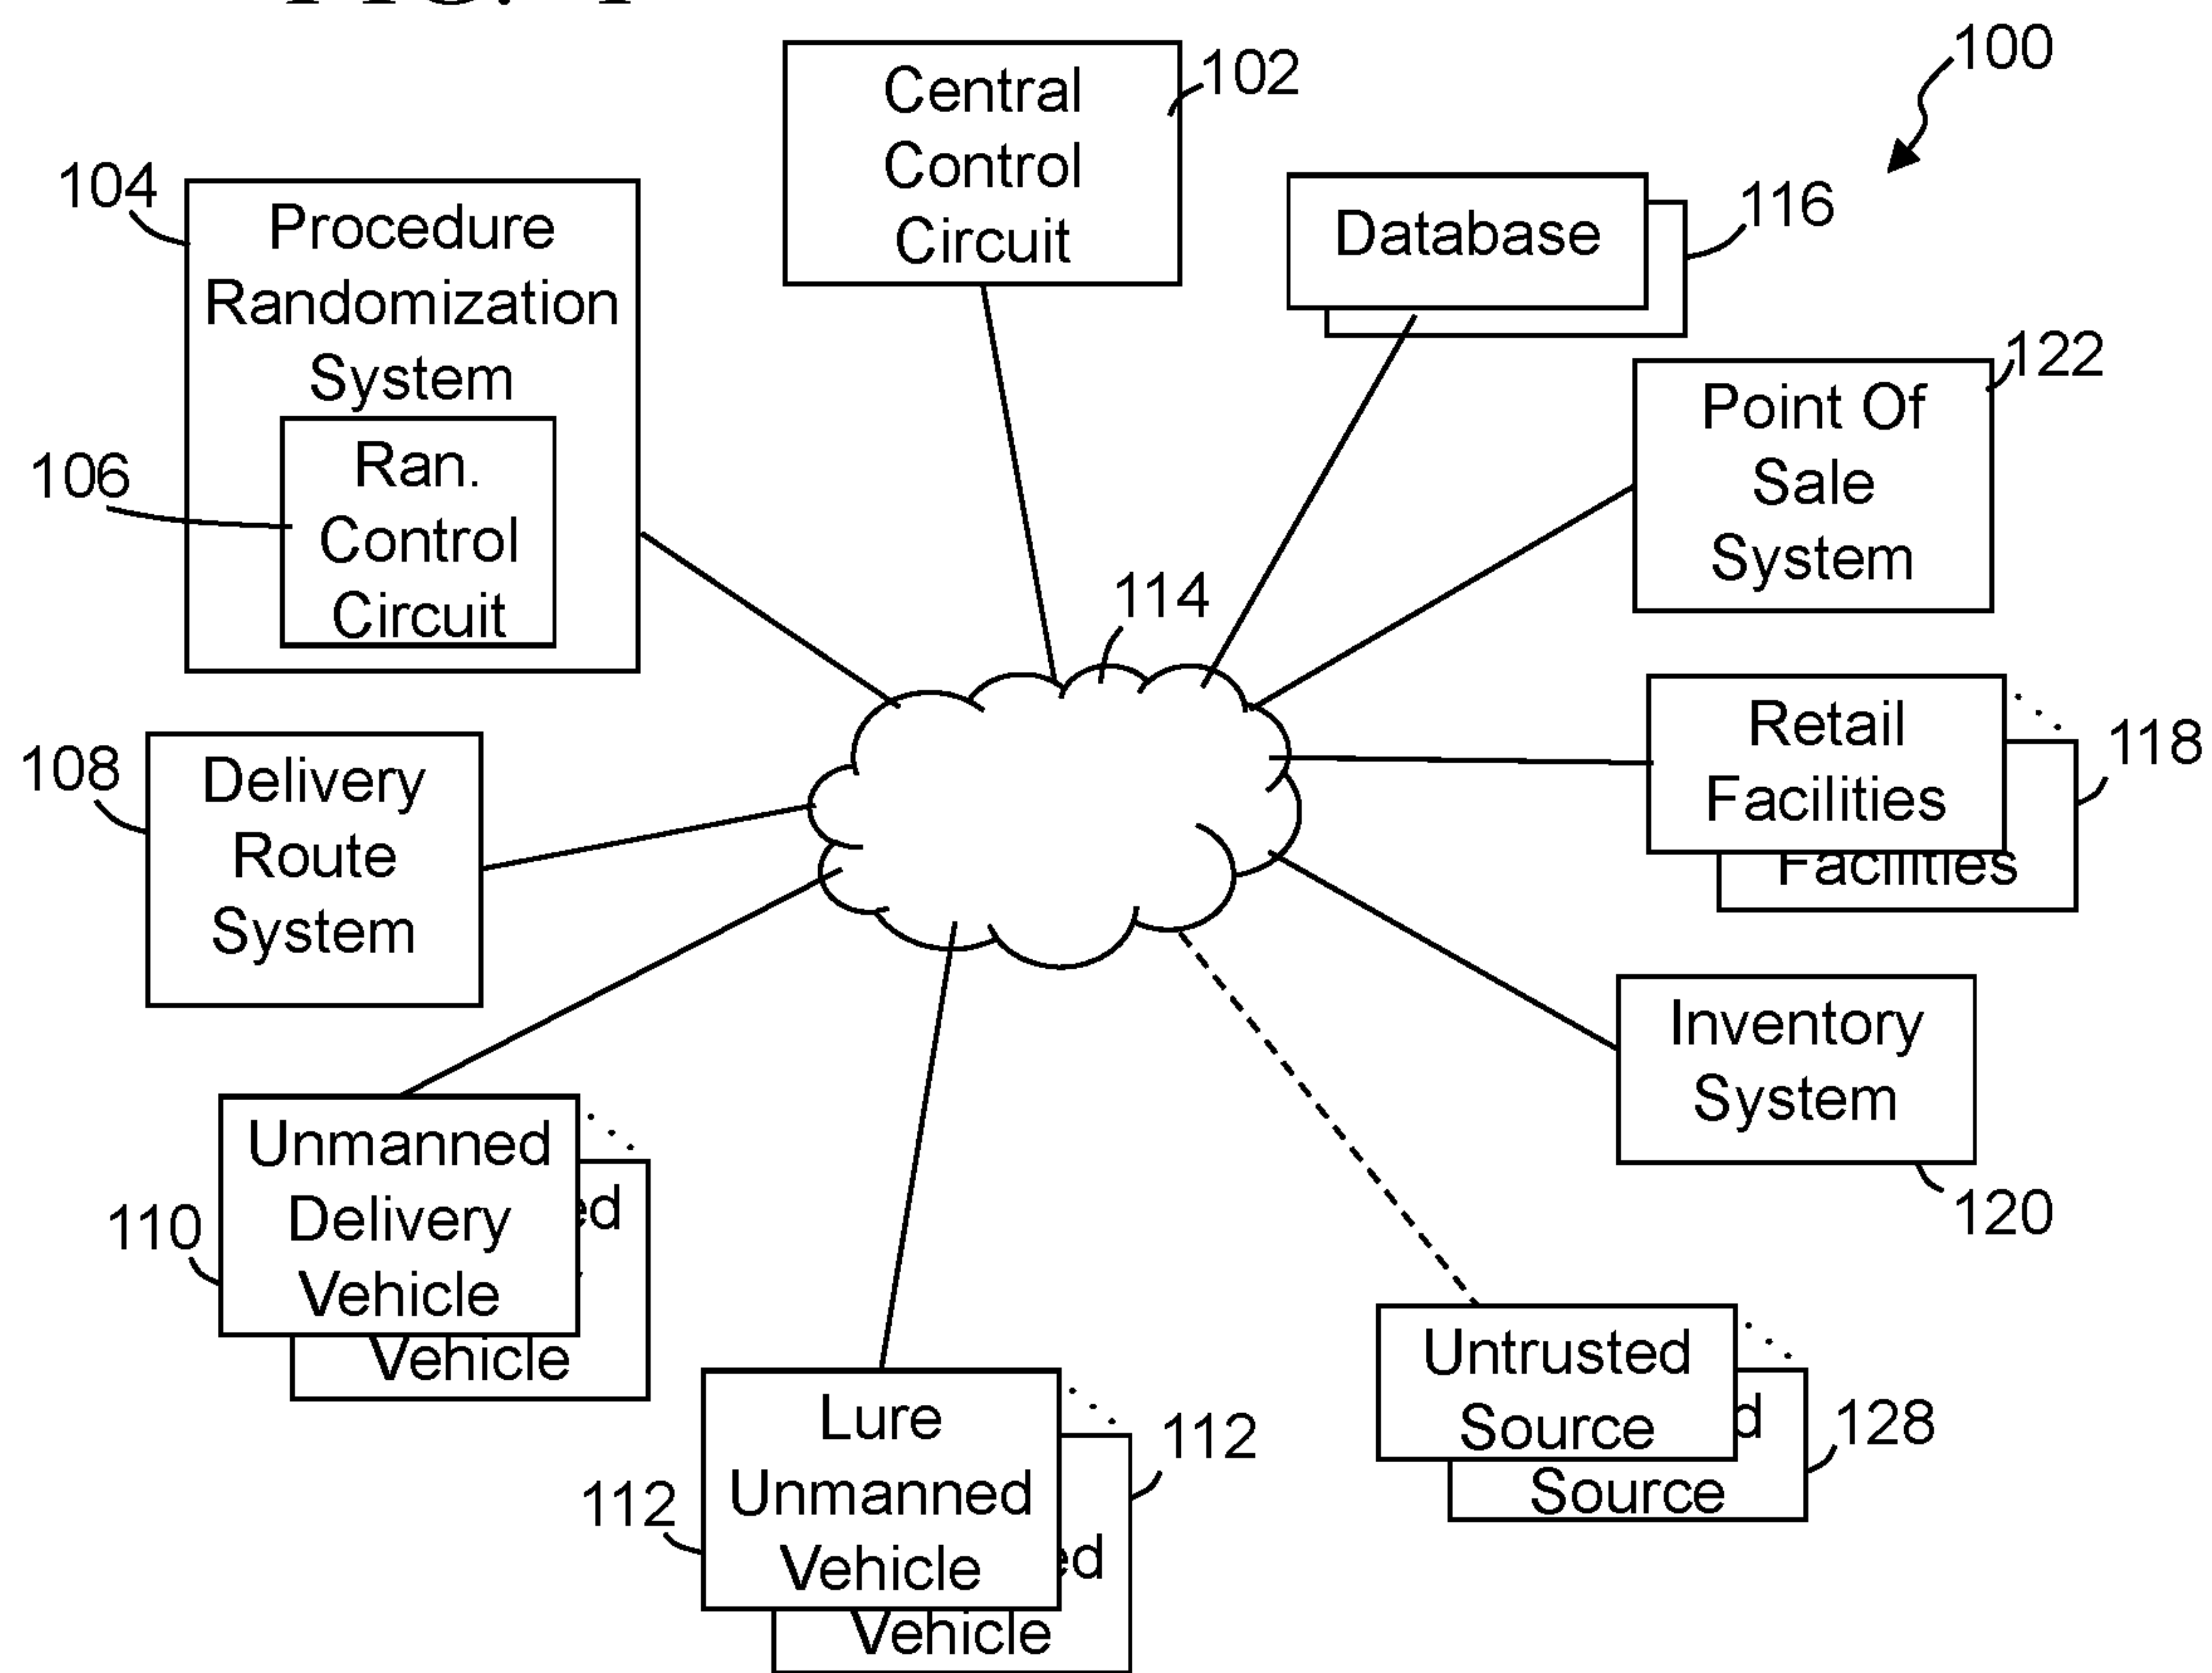 100
102
Central
Control
Circuit
104
Procedure
Randomization
System
106
Ran.
Control
Circuit
Database
116
122
Point Of
Sale
System
114
Retail
Facilities
Facilities
118
108
Delivery
Route
System
Inventory
System
120
110
Unmanned
Delivery
Vehicle
Vehicle
112
Lure
Unmanned
Vehicle
Vehicle
112
Untrusted
Source
Source
128